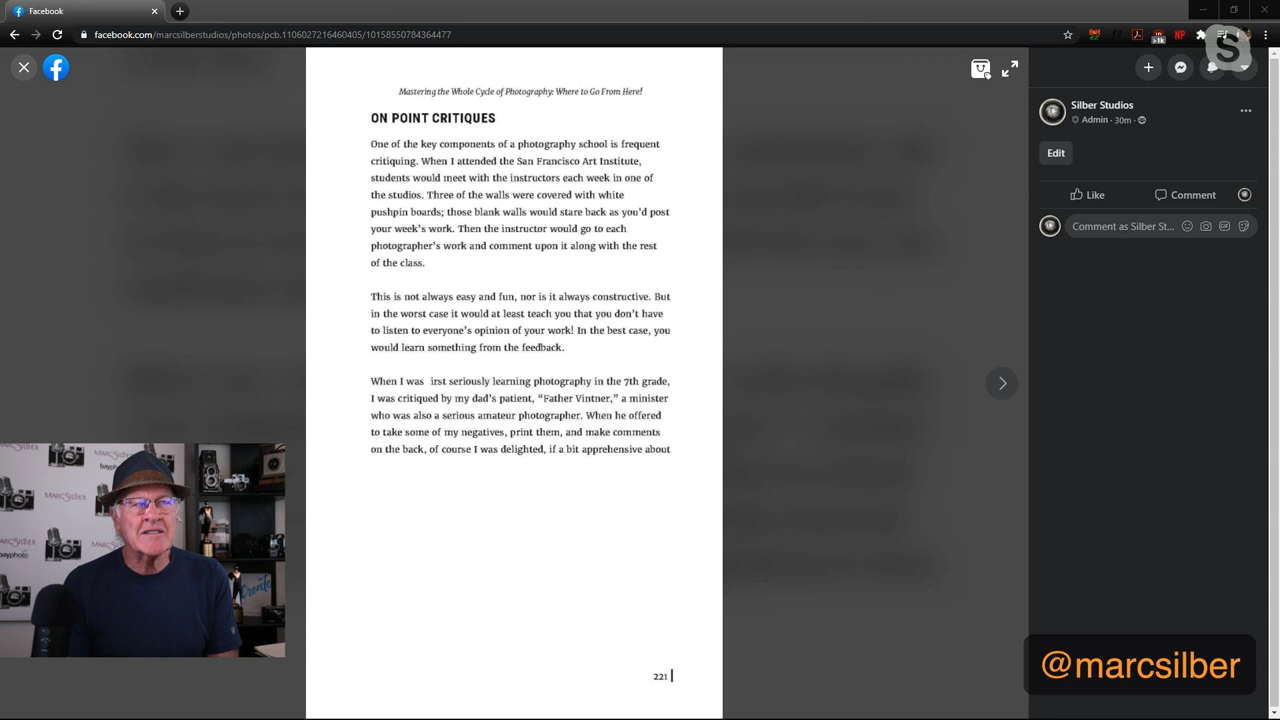 Facebook
facebook.com/marcsilberstudios/photos/pcb.1106027216460405/10158550784364477
Mastering the Whole Cycle of Photography: Where to Go From Here!
ON POINT CRITIQUES
One of the key components of a photography school is frequent
critiquing. When I attended the San Francisco Art Institute,
students would meet with the instructors each week in one of
the studios. Three of the walls were covered with white
pushpin boards; those blank walls would stare back as you’d post
your week’s work. Then the instructor would go to each
photographer’s work and comment upon it along with the rest
of the class.
This is not always easy and fun, nor is it always constructive. But
in the worst case it would at least teach you that you don’t have
to listen to everyone’s opinion of your work! In the best case, you
would learn something from the feedback.
When I was irst seriously learning photography in the 7th grade,
I was critiqued by my dad’s patient, “Father Vintner,” a minister
who was also a serious amateur photographer. When he offered
to take some of my negatives, print them, and make comments
on the back, of course I was delighted, if a bit apprehensive about
221
Silber Studios
Admin · 30m ·
Edit
Like
Comment
Comment as Silber St...
MARCSILBER
bayphoto
Create
@marcsilber